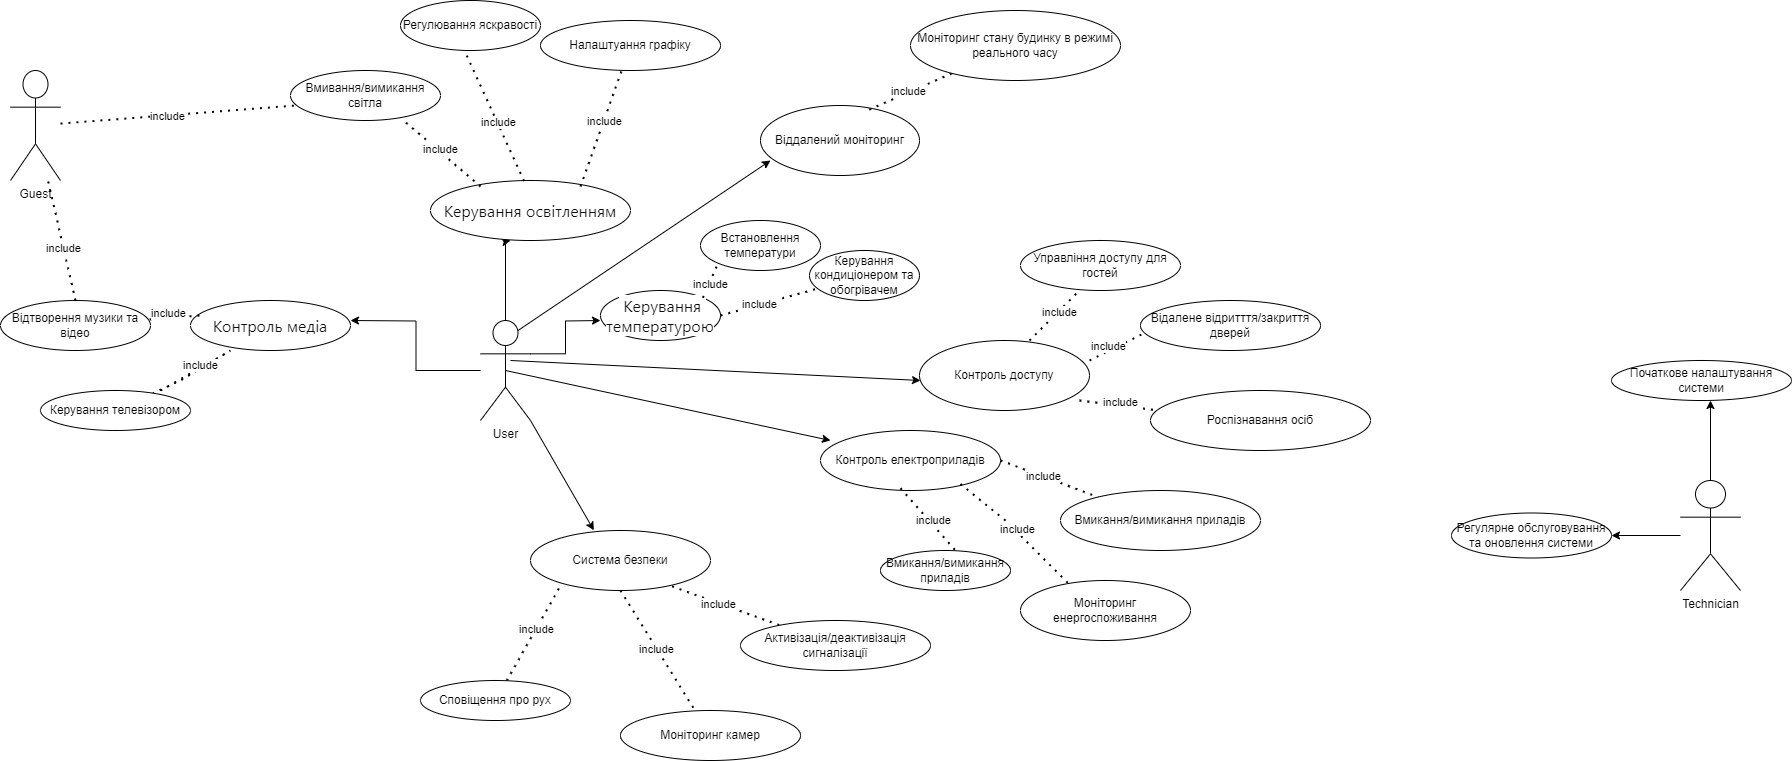 Регулювання яскравості
Налаштуання графіку
Моніторинг стану будинку в режимі
реального часу
Вмивання/вимикання
світла
include
include
include
include
include
Віддалений моніторинг
include
Guest
Керування освітленням
include
Встановлення
температури
Керування
кондиціонером та
обогрівачем
include
include
Керування
температурою
Управління доступу для
гостей
include
Відалене відритття/закриття
дверей
include
Контроль доступу
include
Роспізнавання осіб
Відтворення музики та
відео
include
Контроль медіа
include
Керування телевізором
User
Початкове налаштування
системи
Контроль електроприладів
include
include
include
Вмикання/вимикання приладів
Вмикання/вимикання
приладів
Моніторинг
енергоспоживання
Регулярне обслуговування
та оновлення системи
Technician
Система безпеки
include
include
include
Активізація/деактивізація
сигналізації
Сповіщення про рух
Моніторинг камер